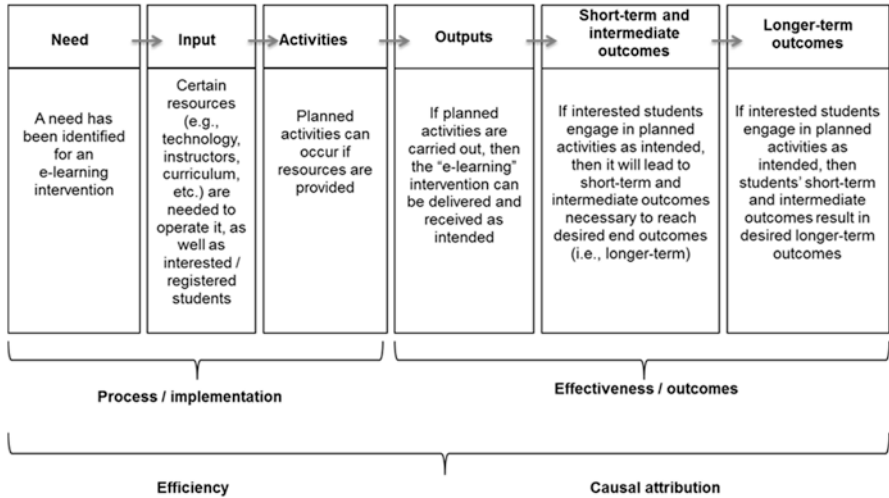 Need
Input
Activities
Outputs
Short-term and
intermediate
outcomes
Longer-term
outcomes
A need has
been identified
for an
e-learning
intervention
Certain
resources
(e.g.,
technology,
instructors,
curriculum,
etc.) are
needed to
operate it, as
well as
interested /
registered
students
Planned
activities can
occur if
resources are
provided
If planned
activities are
carried out, then
the “e-learning”
intervention can
be delivered and
received as
intended
If interested students
engage in planned
activities as intended,
then it will lead to
short-term and
intermediate outcomes
necessary to reach
desired end outcomes
(i.e., longer-term)
If interested students
engage in planned
activities as
intended, then
students’ short-term
and intermediate
outcomes result in
desired longer-term
outcomes
Process / implementation
Effectiveness / outcomes
Efficiency
Causal attribution